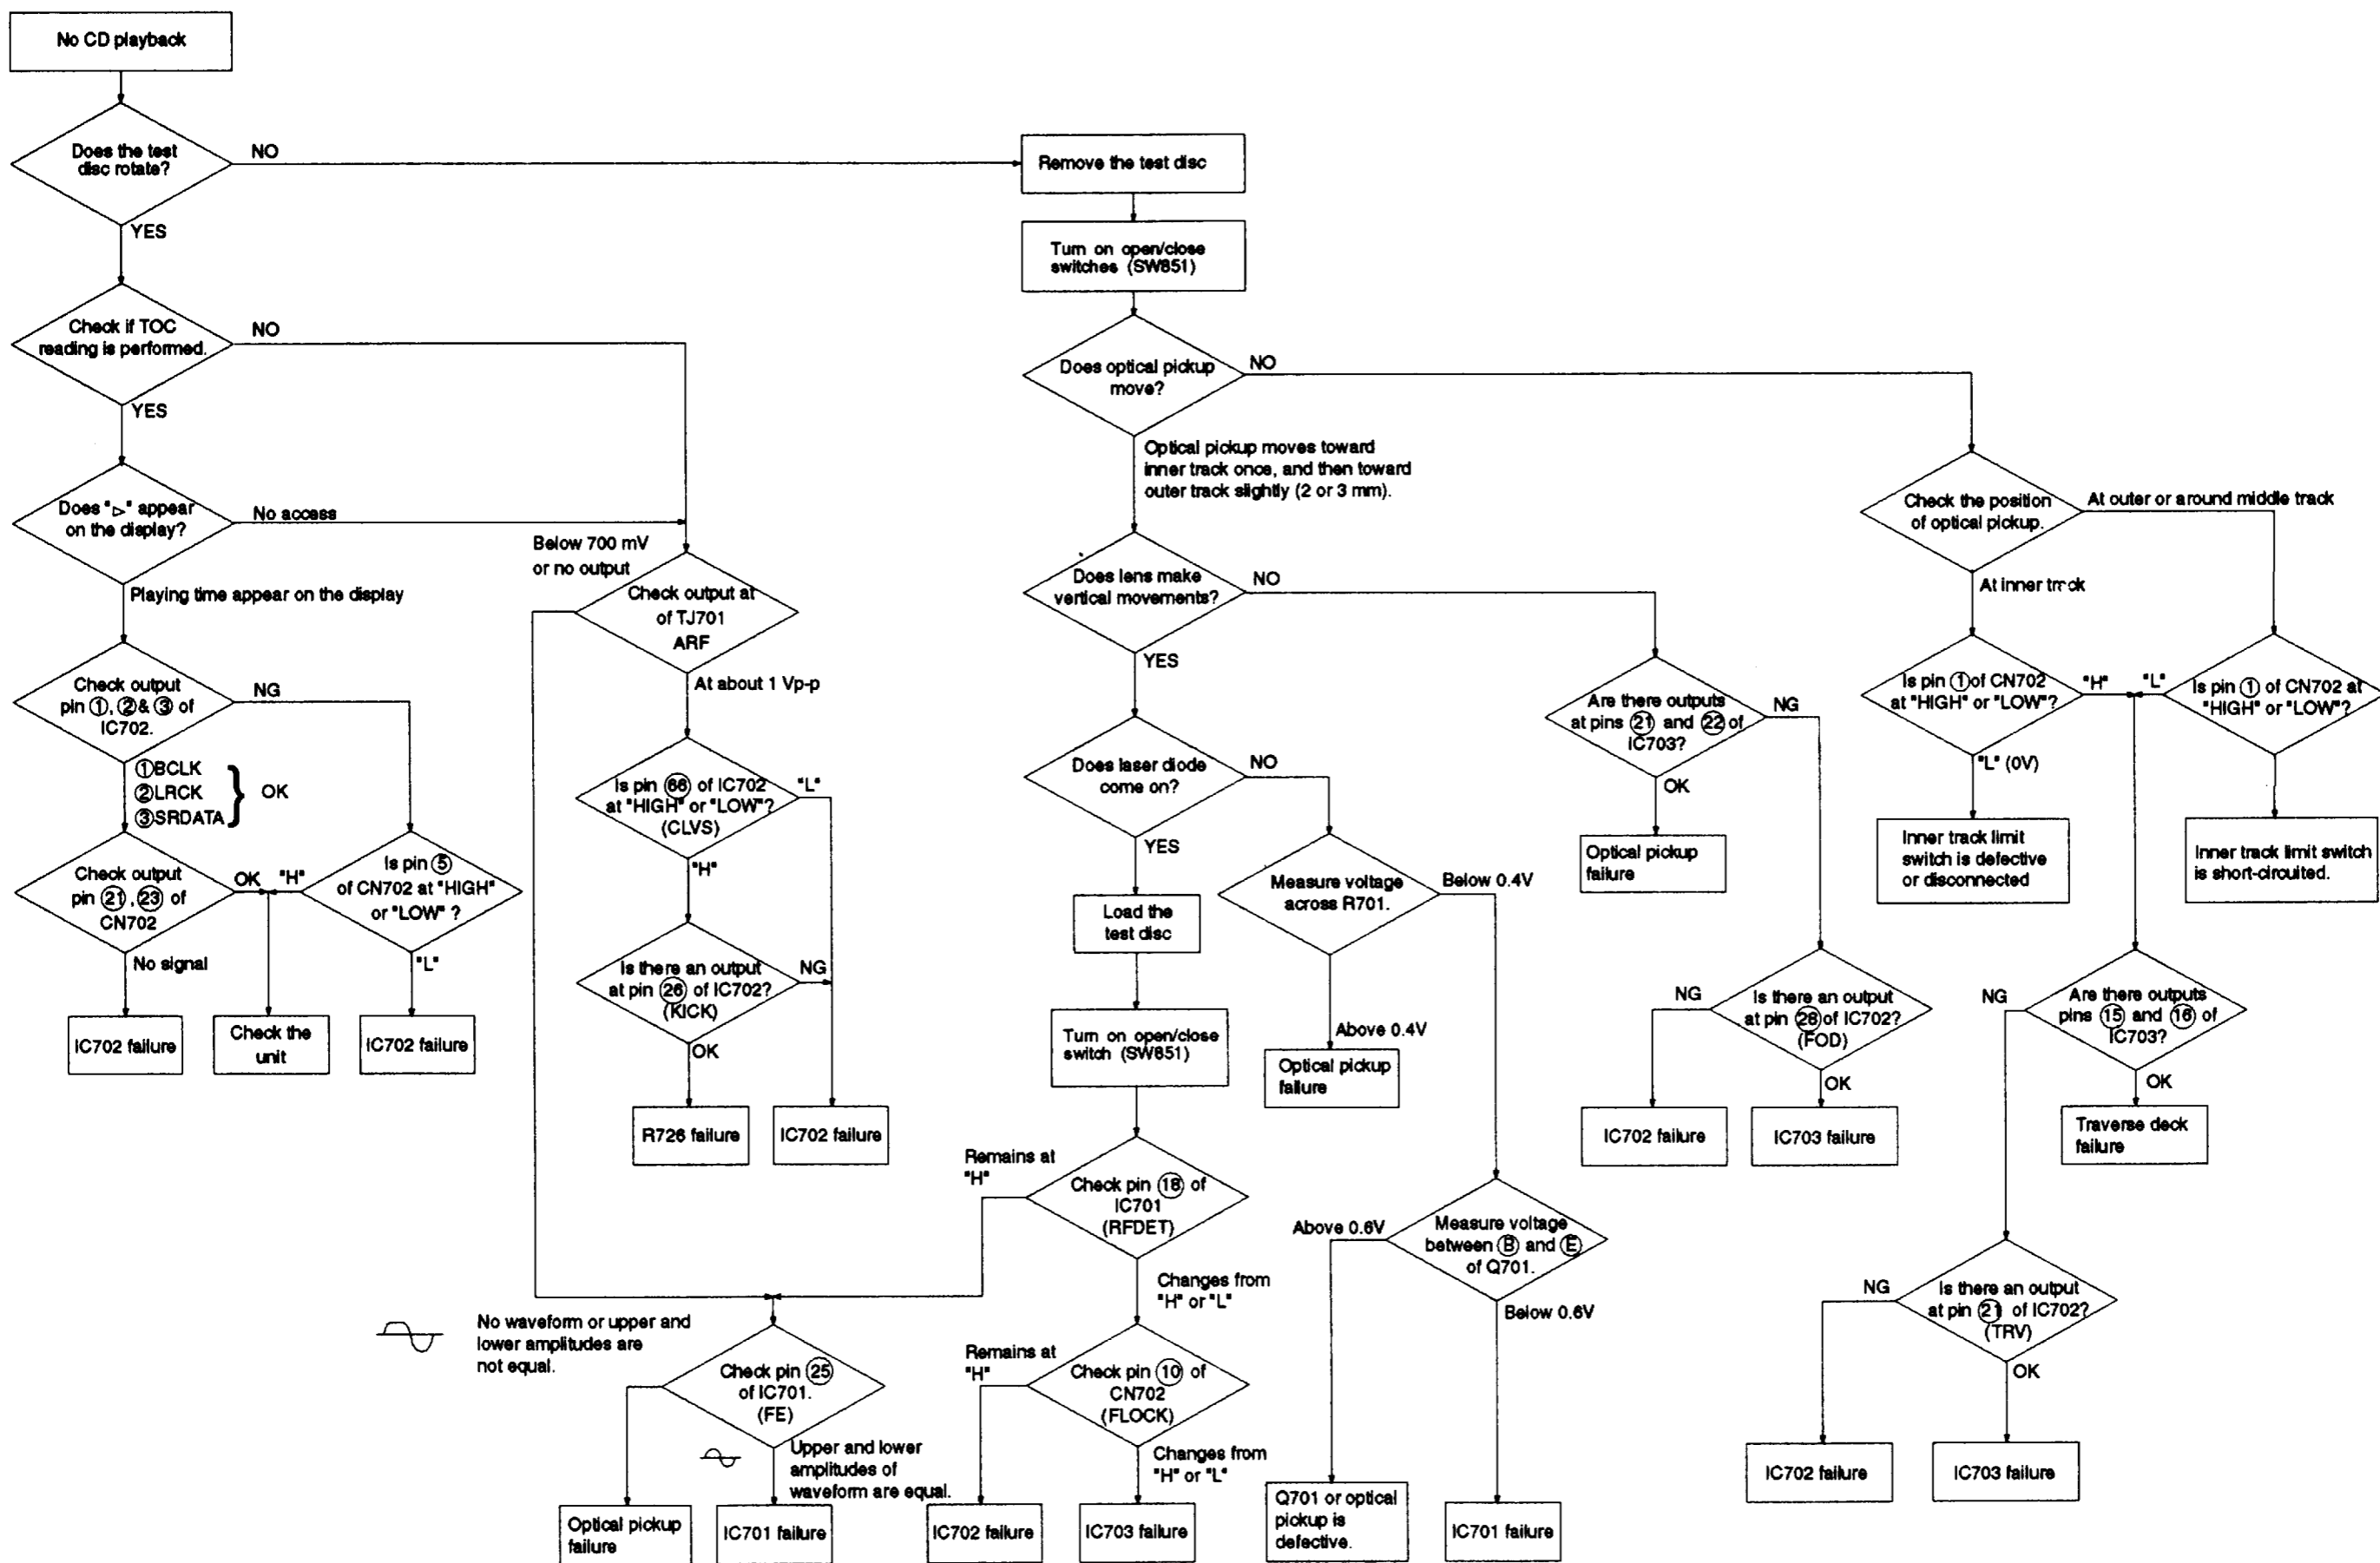 No CD playback
Does the test
disc rotate?
NO
YES
Check if TOC
reading is performed.
NO
YES
Does "▷" appear
on the display?
No access
Playing time appear on the display
Check output
pin ①, ②& ③ of
IC702.
NG
①BCLK
②LRCK
③SRDATA
OK
Check output
pin ㉑, ㉓ of
CN702
OK
"H"
Is pin ⑤
of CN702 at "HIGH"
or "LOW" ?
No signal
"L"
IC702 failure
Check the
unit
IC702 failure
Below 700 mV
or no output
Check output at
of TJ701
ARF
At about 1 Vp-p
Is pin (66) of IC702
at "HIGH" or "LOW"?
(CLVS)
"L"
"H"
Is there an output
at pin ㉖ of IC702?
(KICK)
NG
OK
R726 failure
IC702 failure
No waveform or upper and
lower amplitudes are
not equal.
Check pin ㉕
of IC701.
(FE)
Upper and lower
amplitudes of
waveform are equal.
Optical pickup
failure
IC701 failure
Remove the test disc
Turn on open/close
switches (SW851)
Does optical pickup
move?
NO
Optical pickup moves toward
inner track once, and then toward
outer track slightly (2 or 3 mm).
Does lens make
vertical movements?
NO
YES
Does laser diode
come on?
NO
YES
Load the
test disc
Turn on open/close
switch (SW851)
Remains at
"H"
Check pin ⑱ of
IC701
(RFDET)
Changes from
"H" or "L"
Remains at
"H"
Check pin ⑩ of
CN702
(FLOCK)
Changes from
"H" or "L"
IC702 failure
IC703 failure
Measure voltage
across R701.
Below 0.4V
Above 0.4V
Optical pickup
failure
Above 0.6V
Measure voltage
between Ⓑ and Ⓔ
of Q701.
Below 0.6V
Q701 or optical
pickup is
defective.
IC701 failure
Are there outputs
at pins ㉑ and ㉒ of
IC703?
NG
OK
Optical pickup
failure
NG
Is there an output
at pin ㉘ of IC702?
(FOD)
OK
IC702 failure
IC703 failure
Check the position
of optical pickup.
At outer or around middle track
At inner track
Is pin ① of CN702
at "HIGH" or "LOW"?
"H"
"L"
Is pin ① of CN702 at
"HIGH" or "LOW"?
"L" (0V)
Inner track limit
switch is defective
or disconnected
Inner track limit switch
is short-circuited.
NG
Are there outputs
pins ⑮ and ⑯ of
IC703?
OK
Traverse deck
failure
NG
Is there an output
at pin ㉑ of IC702?
(TRV)
OK
IC702 failure
IC703 failure